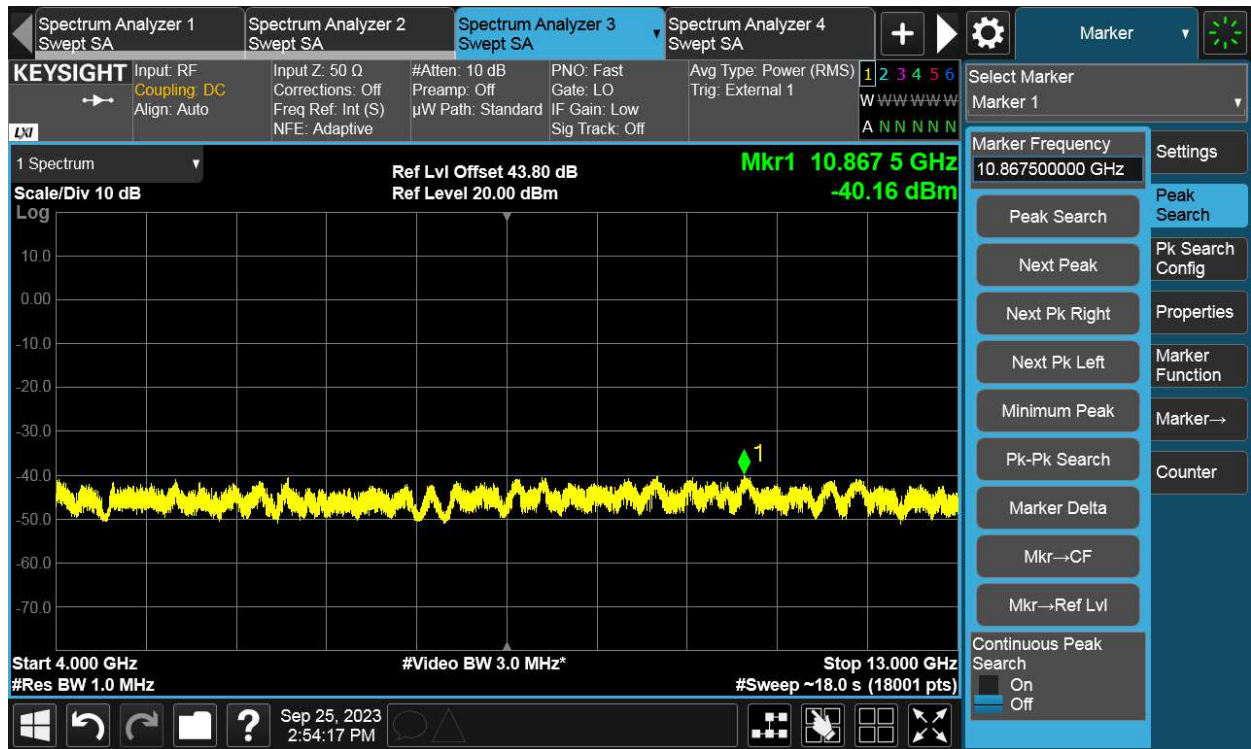 Spectrum Analyzer 1
Swept SA
Spectrum Analyzer 2
Swept SA
Spectrum Analyzer 3
Swept SA
Spectrum Analyzer 4
Swept SA
Marker
KEYSIGHT
LXI
Input: RF
Coupling: DC
Align: Auto
Input Z: 50 Ω
Corrections: Off
Freq Ref: Int (S)
NFE: Adaptive
#Atten: 10 dB
Preamp: Off
µW Path: Standard
PNO: Fast
Gate: LO
IF Gain: Low
Sig Track: Off
Avg Type: Power (RMS)
Trig: External 1
1 2 3 4 5 6
W W W W W W
A N N N N N
Select Marker
Marker 1
1 Spectrum
Scale/Div 10 dB
Log
Ref Lvl Offset 43.80 dB
Ref Level 20.00 dBm
Mkr1 10.867 5 GHz
-40.16 dBm
10.0
0.00
-10.0
-20.0
-30.0
-40.0
-50.0
-60.0
-70.0
1
Start 4.000 GHz
#Res BW 1.0 MHz
#Video BW 3.0 MHz*
Stop 13.000 GHz
#Sweep ~18.0 s (18001 pts)
Marker Frequency
10.867500000 GHz
Peak Search
Next Peak
Next Pk Right
Next Pk Left
Minimum Peak
Pk-Pk Search
Marker Delta
Mkr→CF
Mkr→Ref Lvl
Continuous Peak
Search
On
Off
Settings
Peak
Search
Pk Search
Config
Properties
Marker
Function
Marker→
Counter
?
Sep 25, 2023
2:54:17 PM